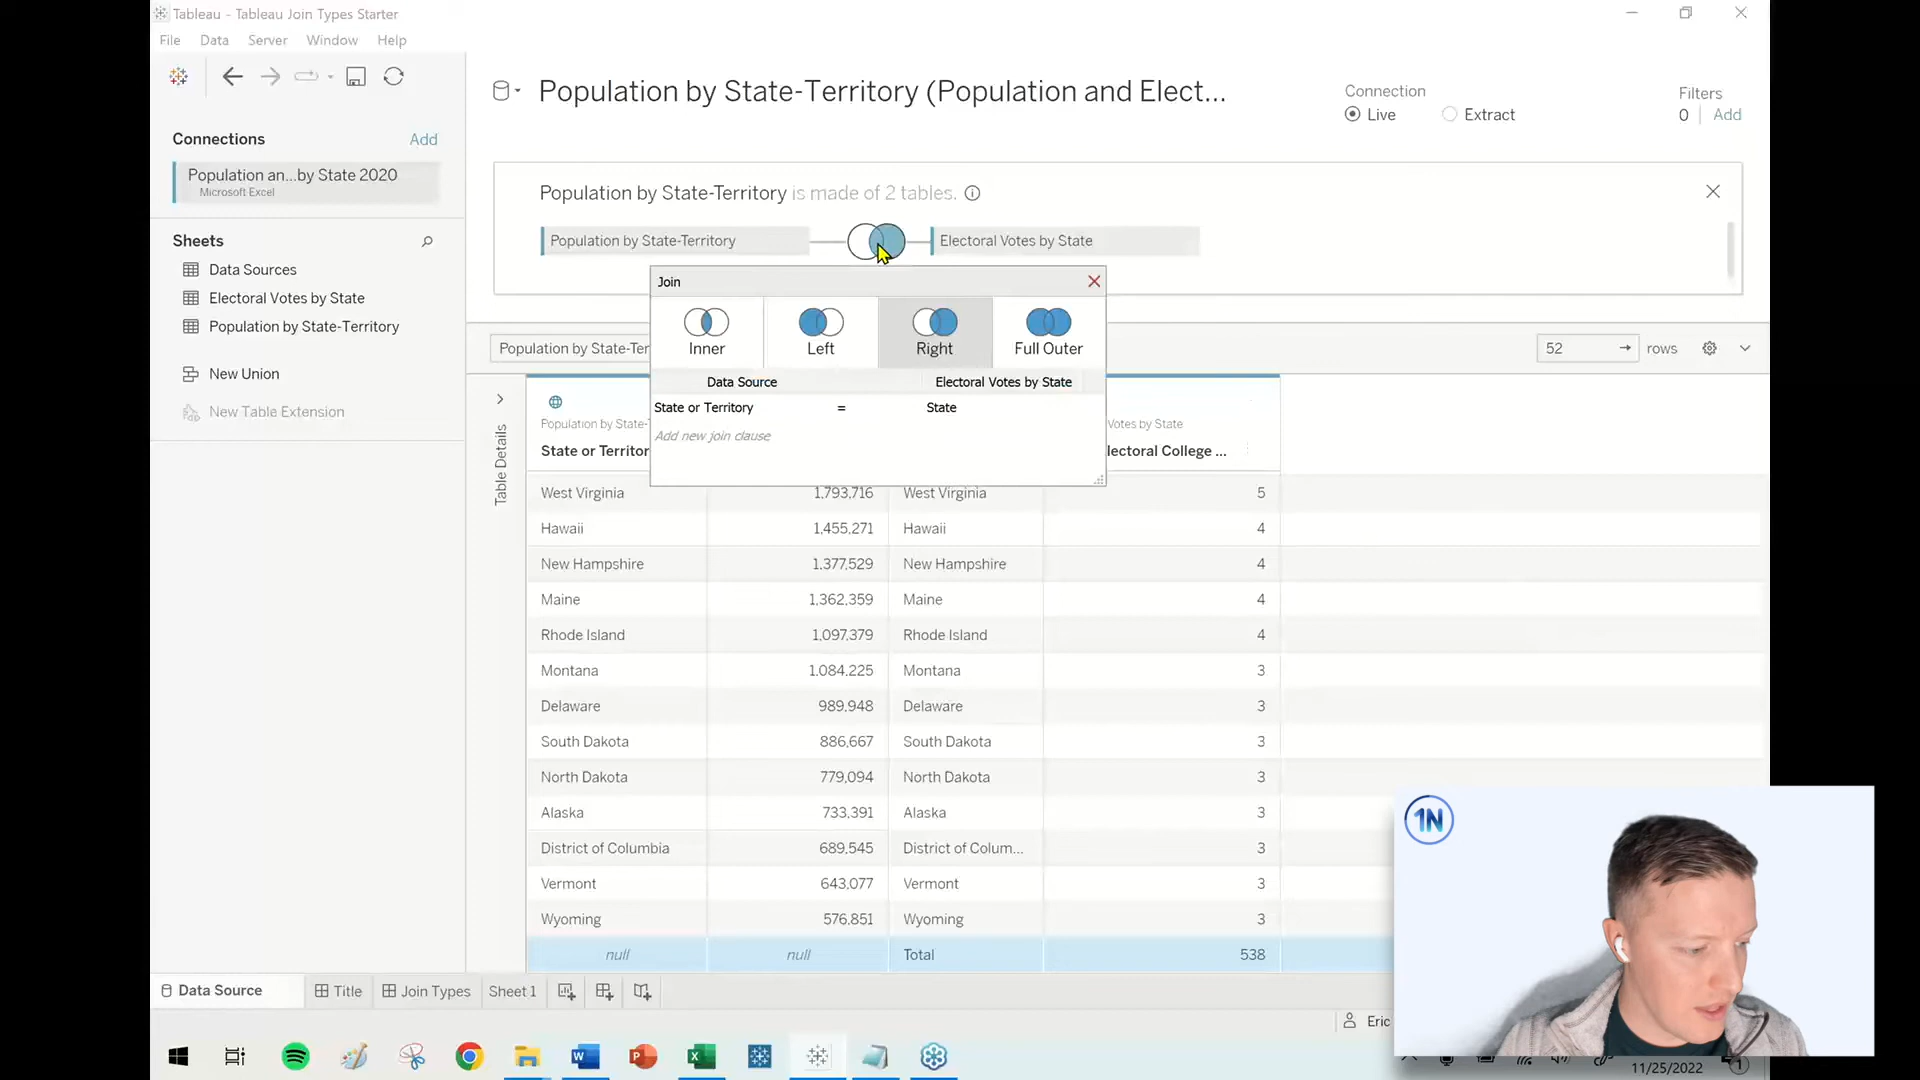 Tableau - Tableau Join Types Starter
File Data Server Window Help
Connections Add
Population an...by State 2020
Microsoft Excel
Sheets
Data Sources
Electoral Votes by State
Population by State-Territory
New Union
New Table Extension
Population by State-Territory (Population and Elect...
Connection
Live Extract
Filters
0 Add
Population by State-Territory is made of 2 tables.
Population by State-Territory Electoral Votes by State
Join
Inner Left Right Full Outer
Data Source Electoral Votes by State
State or Territory = State
Add new join clause
Population by State-Ter 52 rows
Table Details
Population by State- Votes by State
State or Territor lectoral College ...
West Virginia 1,793,716 West Virginia 5
Hawaii 1,455,271 Hawaii 4
New Hampshire 1,377,529 New Hampshire 4
Maine 1,362,359 Maine 4
Rhode Island 1,097,379 Rhode Island 4
Montana 1,084,225 Montana 3
Delaware 989,948 Delaware 3
South Dakota 886,667 South Dakota 3
North Dakota 779,094 North Dakota 3
Alaska 733,391 Alaska 3
District of Columbia 689,545 District of Colum... 3
Vermont 643,077 Vermont 3
Wyoming 576,851 Wyoming 3
null null Total 538
Data Source Title Join Types Sheet 1
Eric
1N
11/25/2022 1